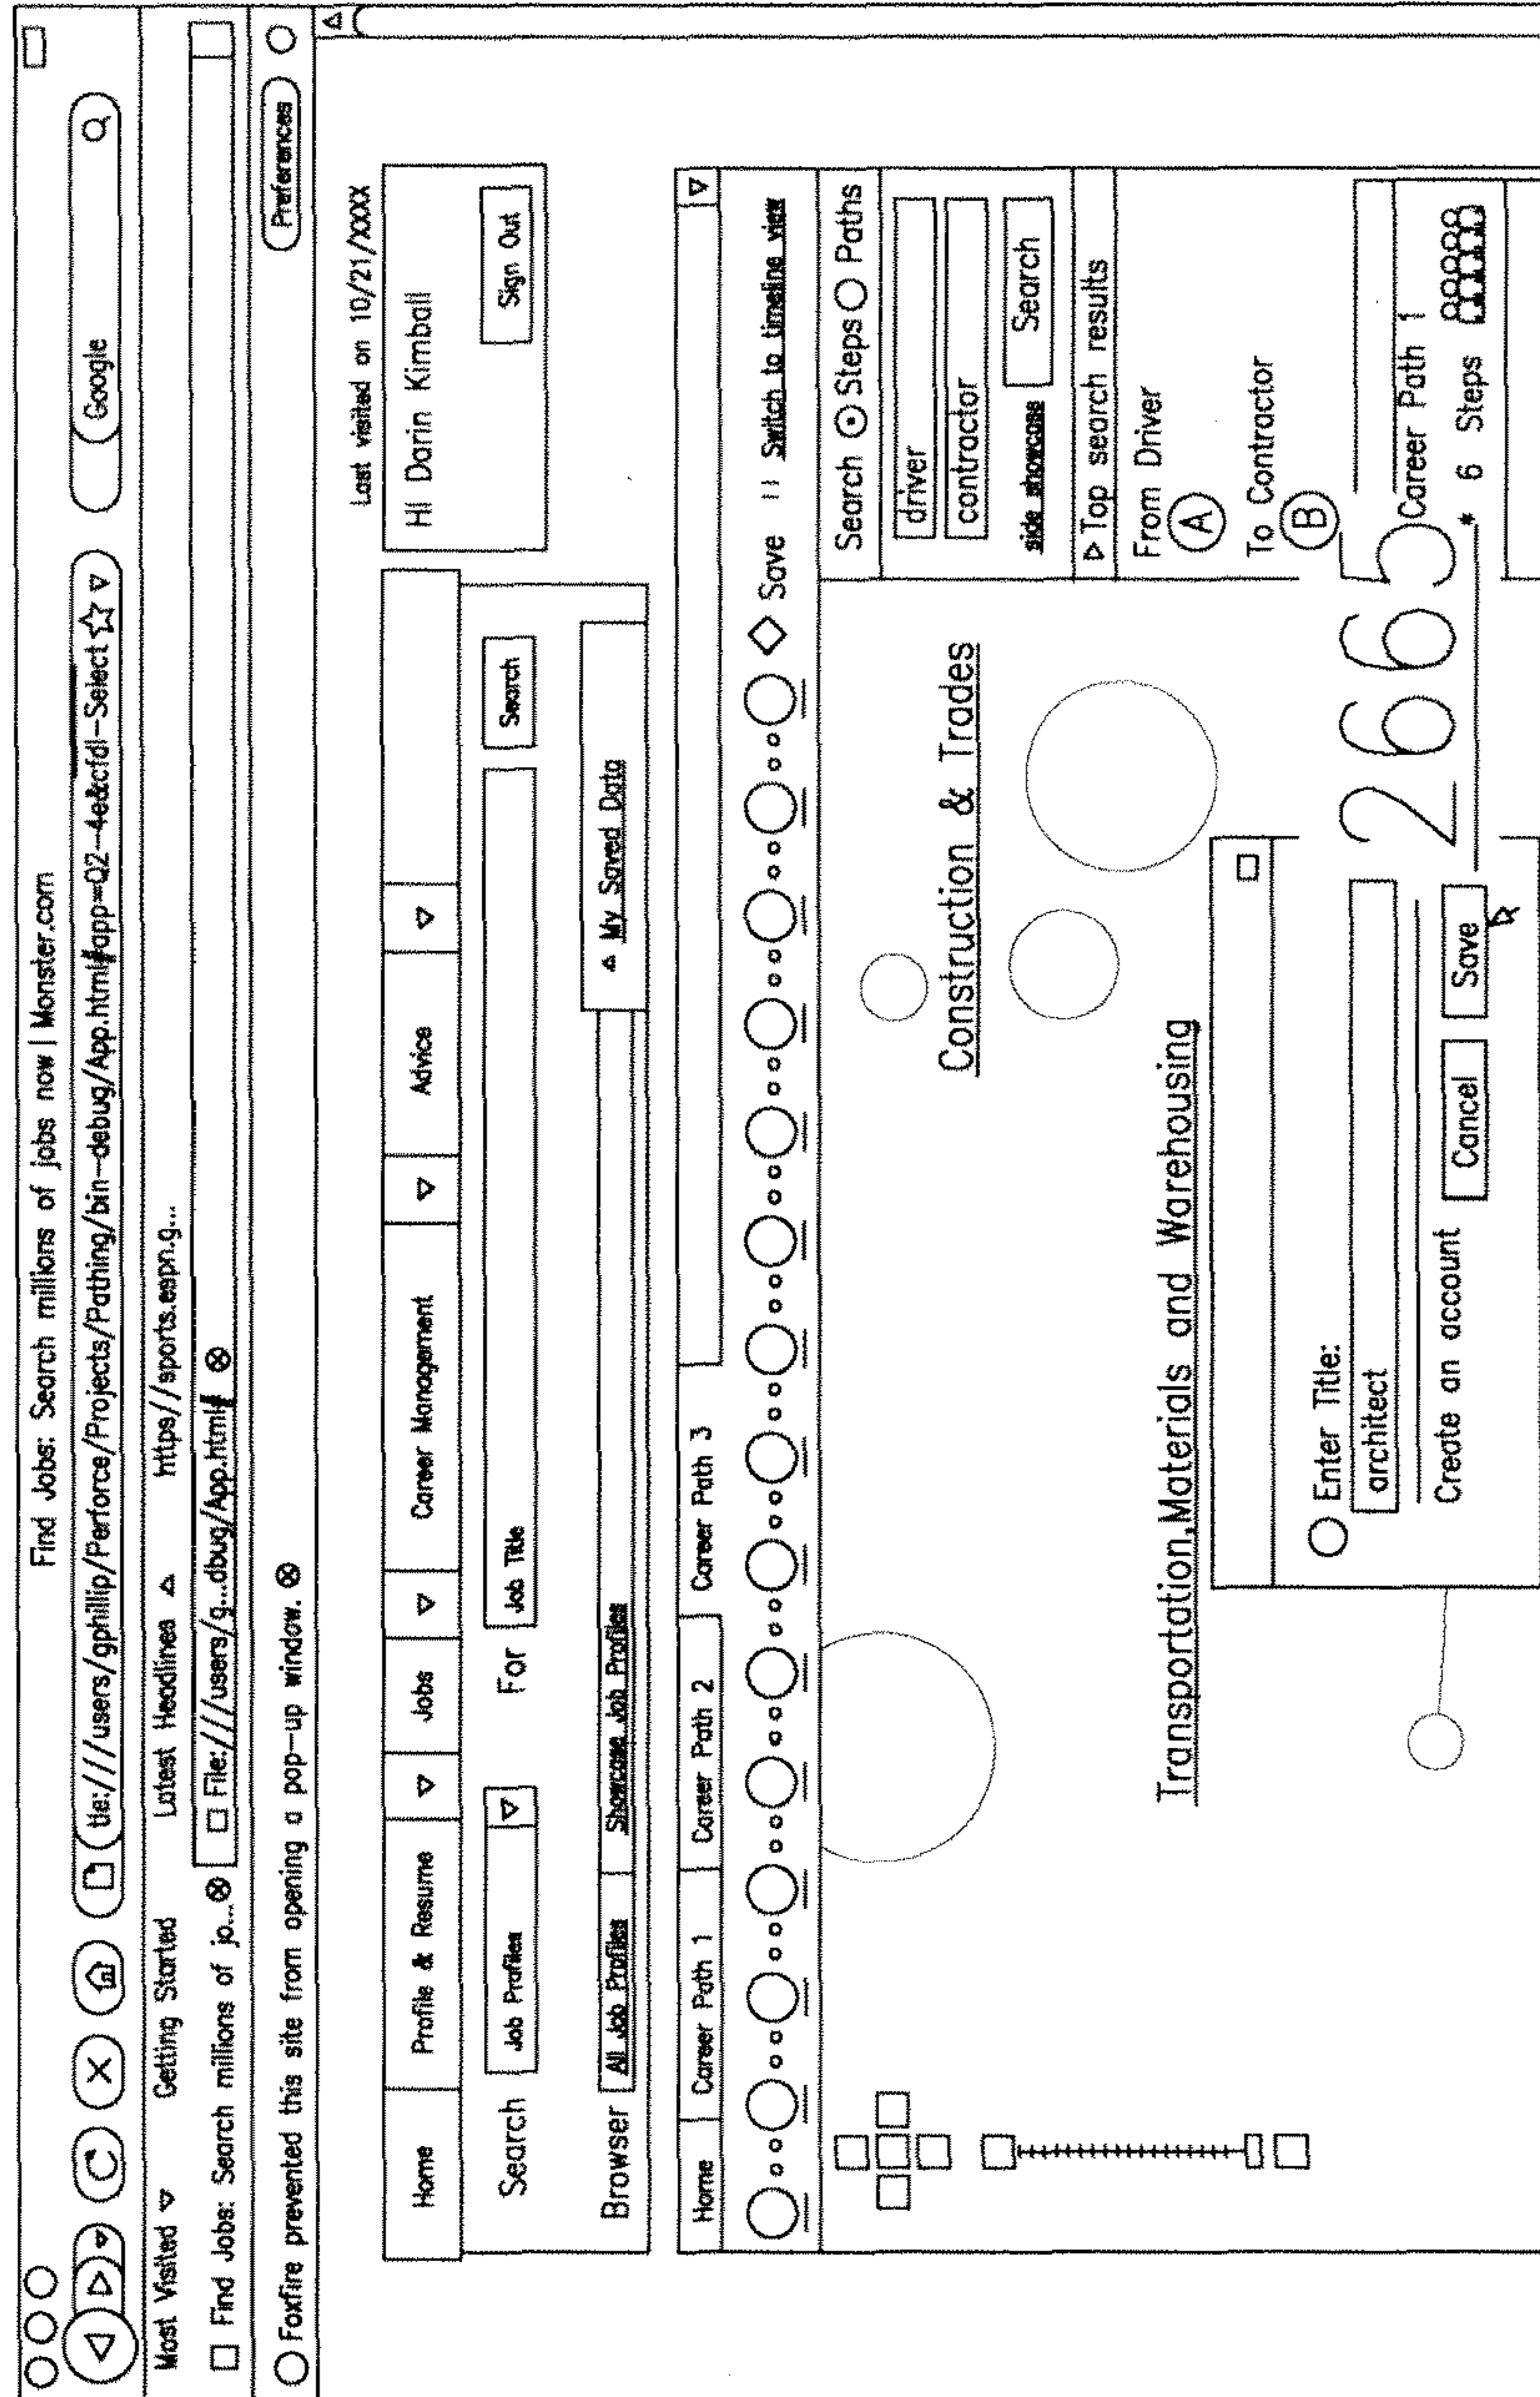 Find Jobs: Search millions of jobs now | Monster.com
tle:///users/gphillip/Perforce/Projects/Pathing/bin-debug/App.html#app=Q2-4e&cfdl-Select
Google
Most Visited
Getting Started
Latest Headlines
https//sports.espn.g...
Find Jobs: Search millions of jo...
File:///users/g...dbug/App.html#
Foxfire prevented this site from opening a pop-up window.
Preferences
Last visited on 10/21/XXXX
Hi Darin Kimball
Sign Out
Home
Profile & Resume
Jobs
Career Management
Advice
Search
Job Profiles
For
Job Title
Search
Browser
All Job Profiles
Showcase Job Profiles
My Saved Data
Home
Career Path 1
Career Path 2
Career Path 3
Save
Switch to timeline view
Search
Steps
Paths
driver
contractor
side showcase
Search
Top search results
From Driver
A
To Contractor
B
Career Path 1
* 6 Steps
Construction & Trades
Transportation,Materials and Warehousing
Enter Title:
architect
Create an account
Cancel
Save
2665